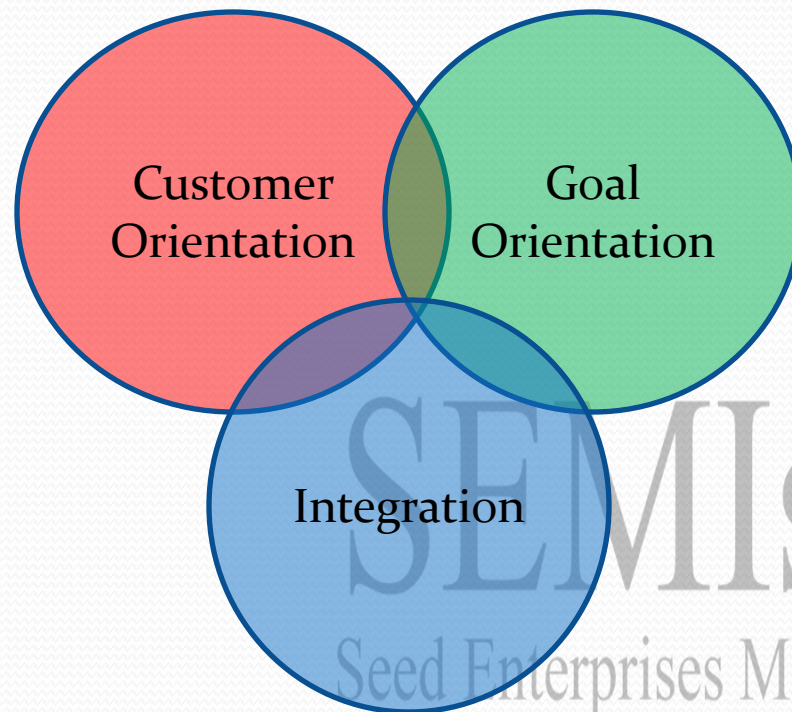 Customer
Orientation
Goal
Orientation
Integration
SEMIs
Seed Enterprises M